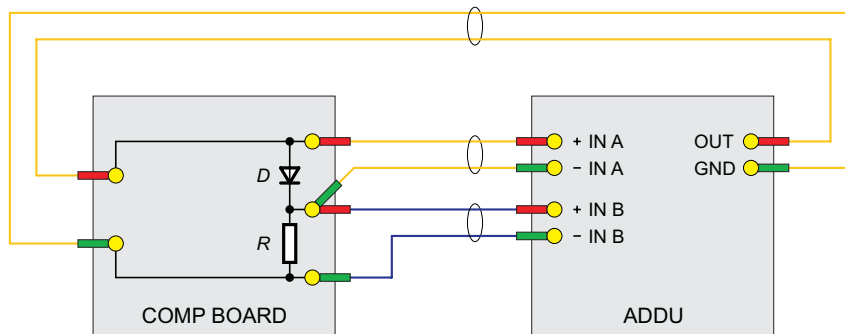 + IN A
OUT
− IN A
GND
D
+ IN B
− IN B
R
COMP BOARD
ADDU